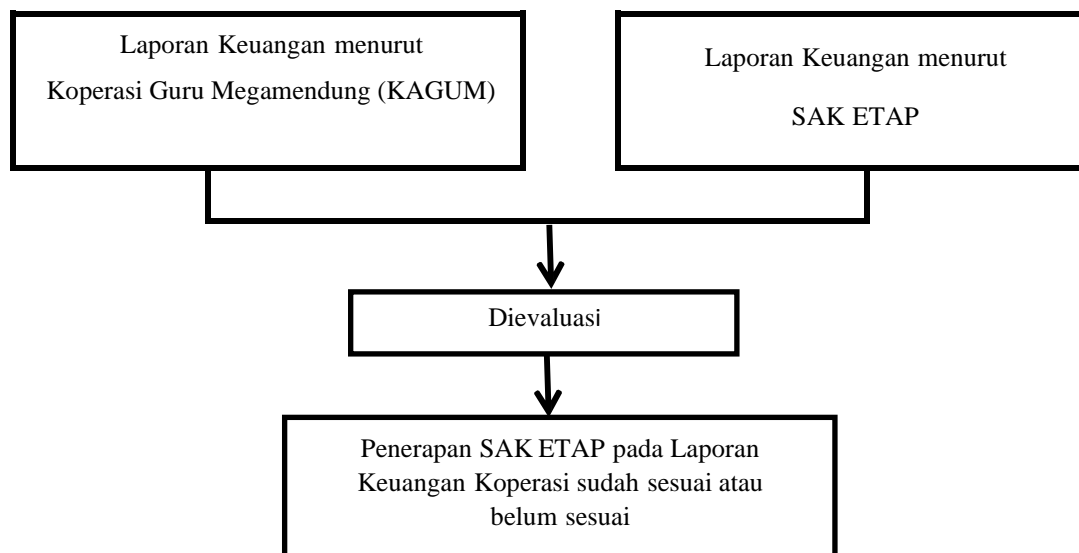 Laporan Keuangan menurut
Koperasi Guru Megamendung (KAGUM)
Laporan Keuangan menurut
SAK ETAP
Dievaluasi
Penerapan SAK ETAP pada Laporan
Keuangan Koperasi sudah sesuai atau
belum sesuai